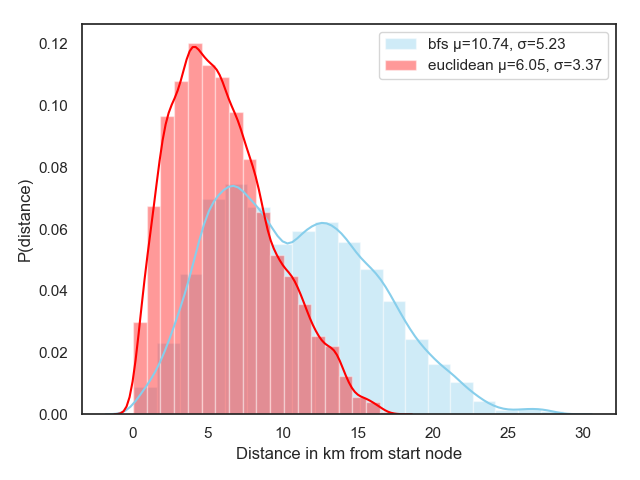 bfs μ=10.74, σ=5.23
euclidean μ=6.05, σ=3.37
P(distance)
0.12
0.10
0.08
0.06
0.04
0.02
0.00
0 5 10 15 20 25 30
Distance in km from start node